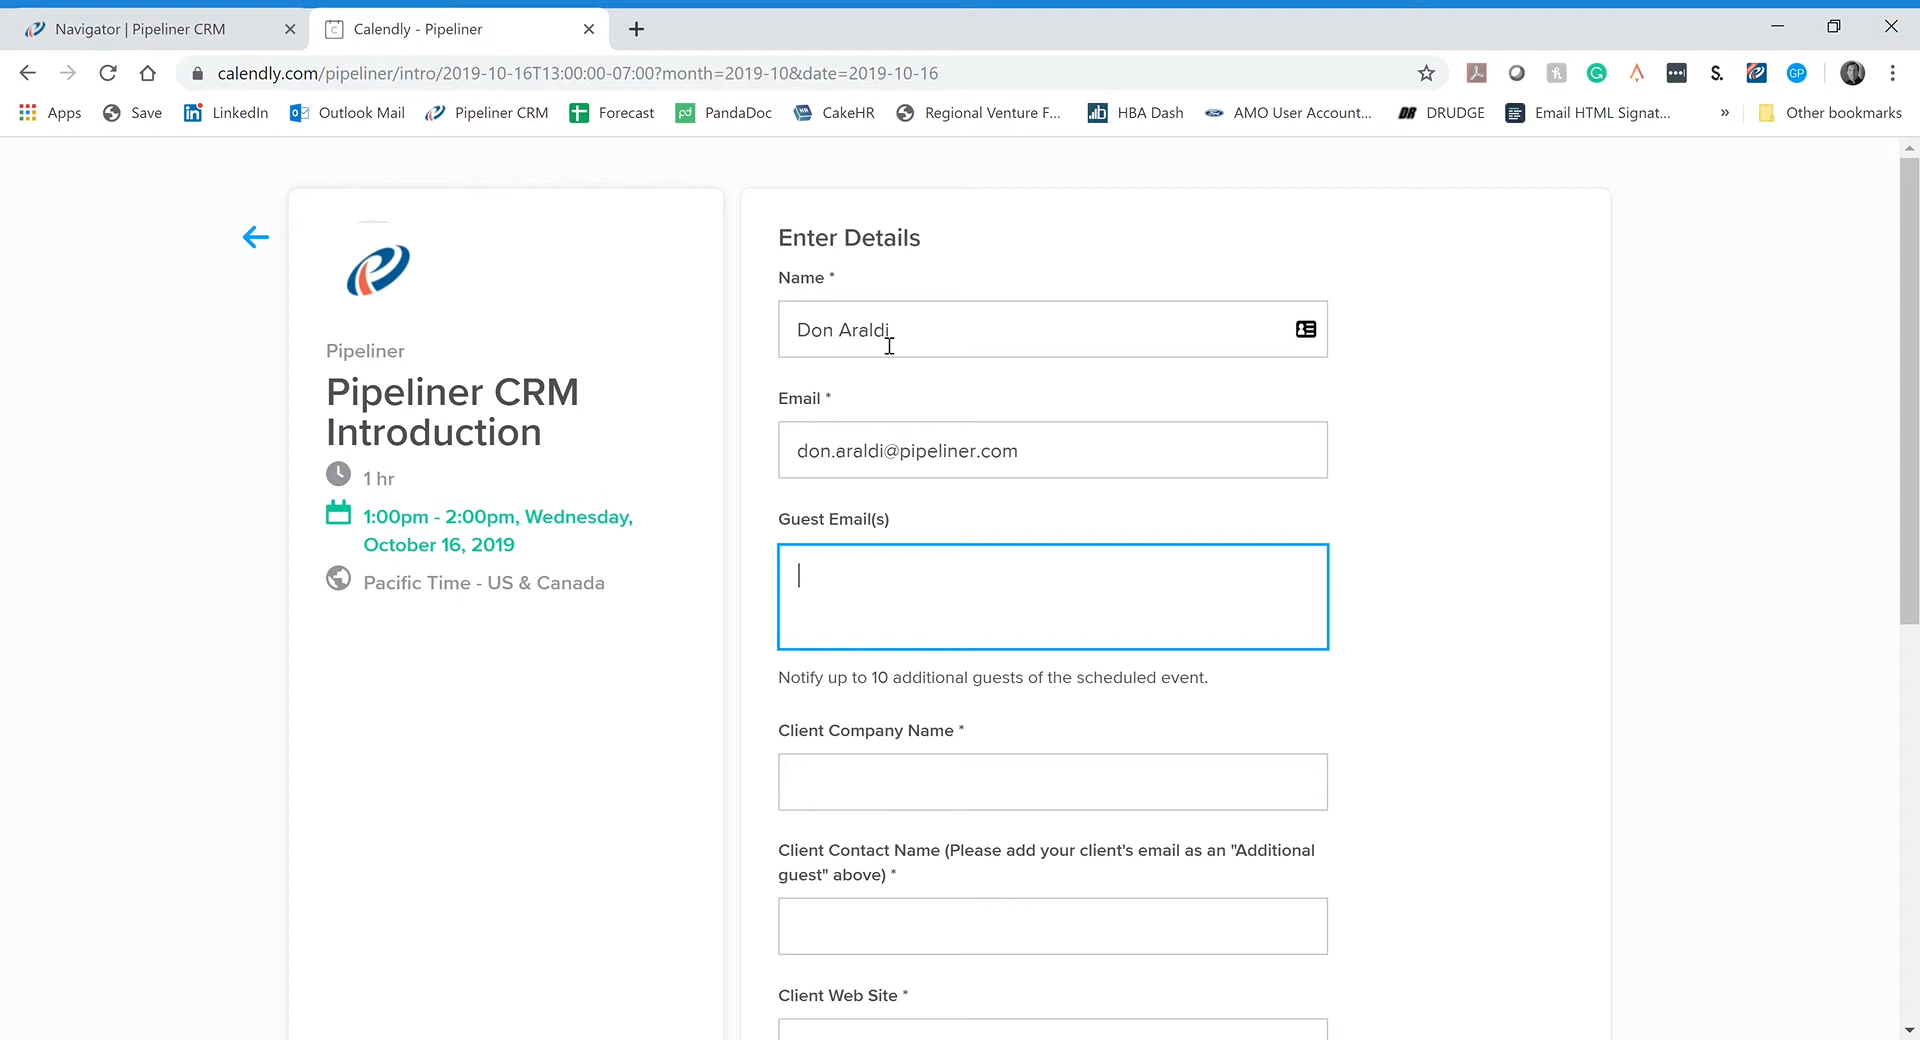 Navigator | Pipeliner CRM
Calendly - Pipeliner
calendly.com/pipeliner/intro/2019-10-16T13:00:00-07:00?month=2019-10&date=2019-10-16
S.
GP
Apps
Save
LinkedIn
Outlook Mail
Pipeliner CRM
Forecast
pd PandaDoc
CakeHR
Regional Venture F...
HBA Dash
AMO User Account...
DR DRUDGE
Email HTML Signat...
»
Other bookmarks
Pipeliner
Pipeliner CRM
Introduction
1 hr
1:00pm - 2:00pm, Wednesday,
October 16, 2019
Pacific Time - US & Canada
Enter Details
Name *
Don Araldi
Email *
don.araldi@pipeliner.com
Guest Email(s)
Notify up to 10 additional guests of the scheduled event.
Client Company Name *
Client Contact Name (Please add your client's email as an "Additional
guest" above) *
Client Web Site *